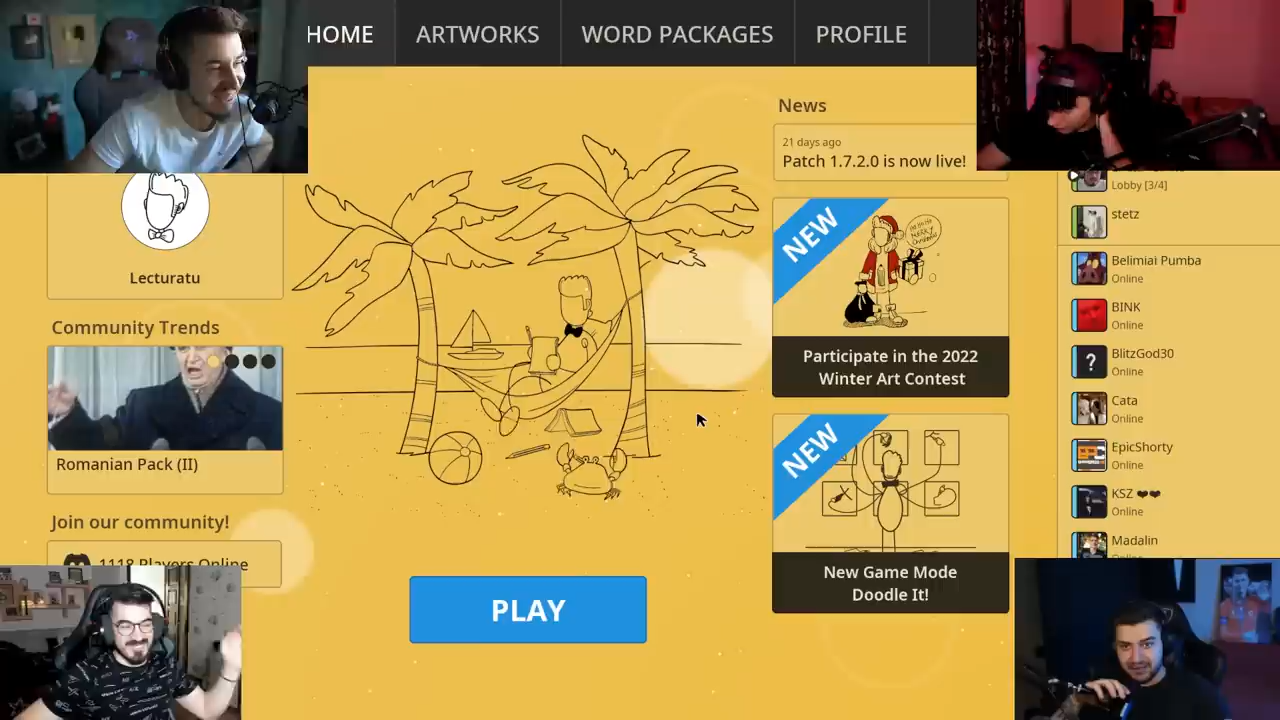 HOME
ARTWORKS
WORD PACKAGES
PROFILE
Lecturatu
Community Trends
Romanian Pack (II)
Join our community!
1118 Players Online
PLAY
News
21 days ago
Patch 1.7.2.0 is now live!
NEW
Participate in the 2022
Winter Art Contest
NEW
New Game Mode
Doodle It!
Lobby [3/4]
stetz
Belimiai Pumba
Online
BINK
Online
BlitzGod30
Online
Cata
Online
EpicShorty
Online
KSZ ❤❤
Online
Madalin